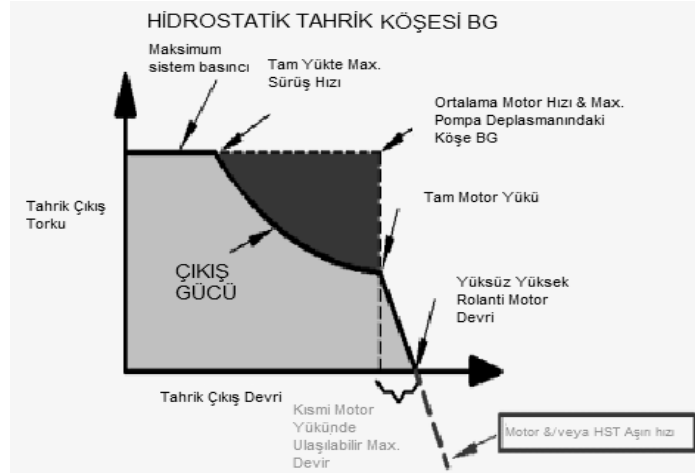 HİDROSTATİK TAHRİK KÖŞESİ BG
Maksimum
sistem basıncı
Tam Yükte Max.
Sürüş Hızı
Ortalama Motor Hızı & Max.
Pompa Deplasmanındaki
Köşe BG
Tahrik Çıkış
Torku
Tam Motor Yükü
ÇIKIŞ
GÜCÜ
Yüksüz Yüksek
Rolanti Motor
Devri
Tahrik Çıkış Devri
Kısmi Motor
Yükünde
Ulaşılabilir Max.
Devir
Motor &/veya HST Aşırı hızı